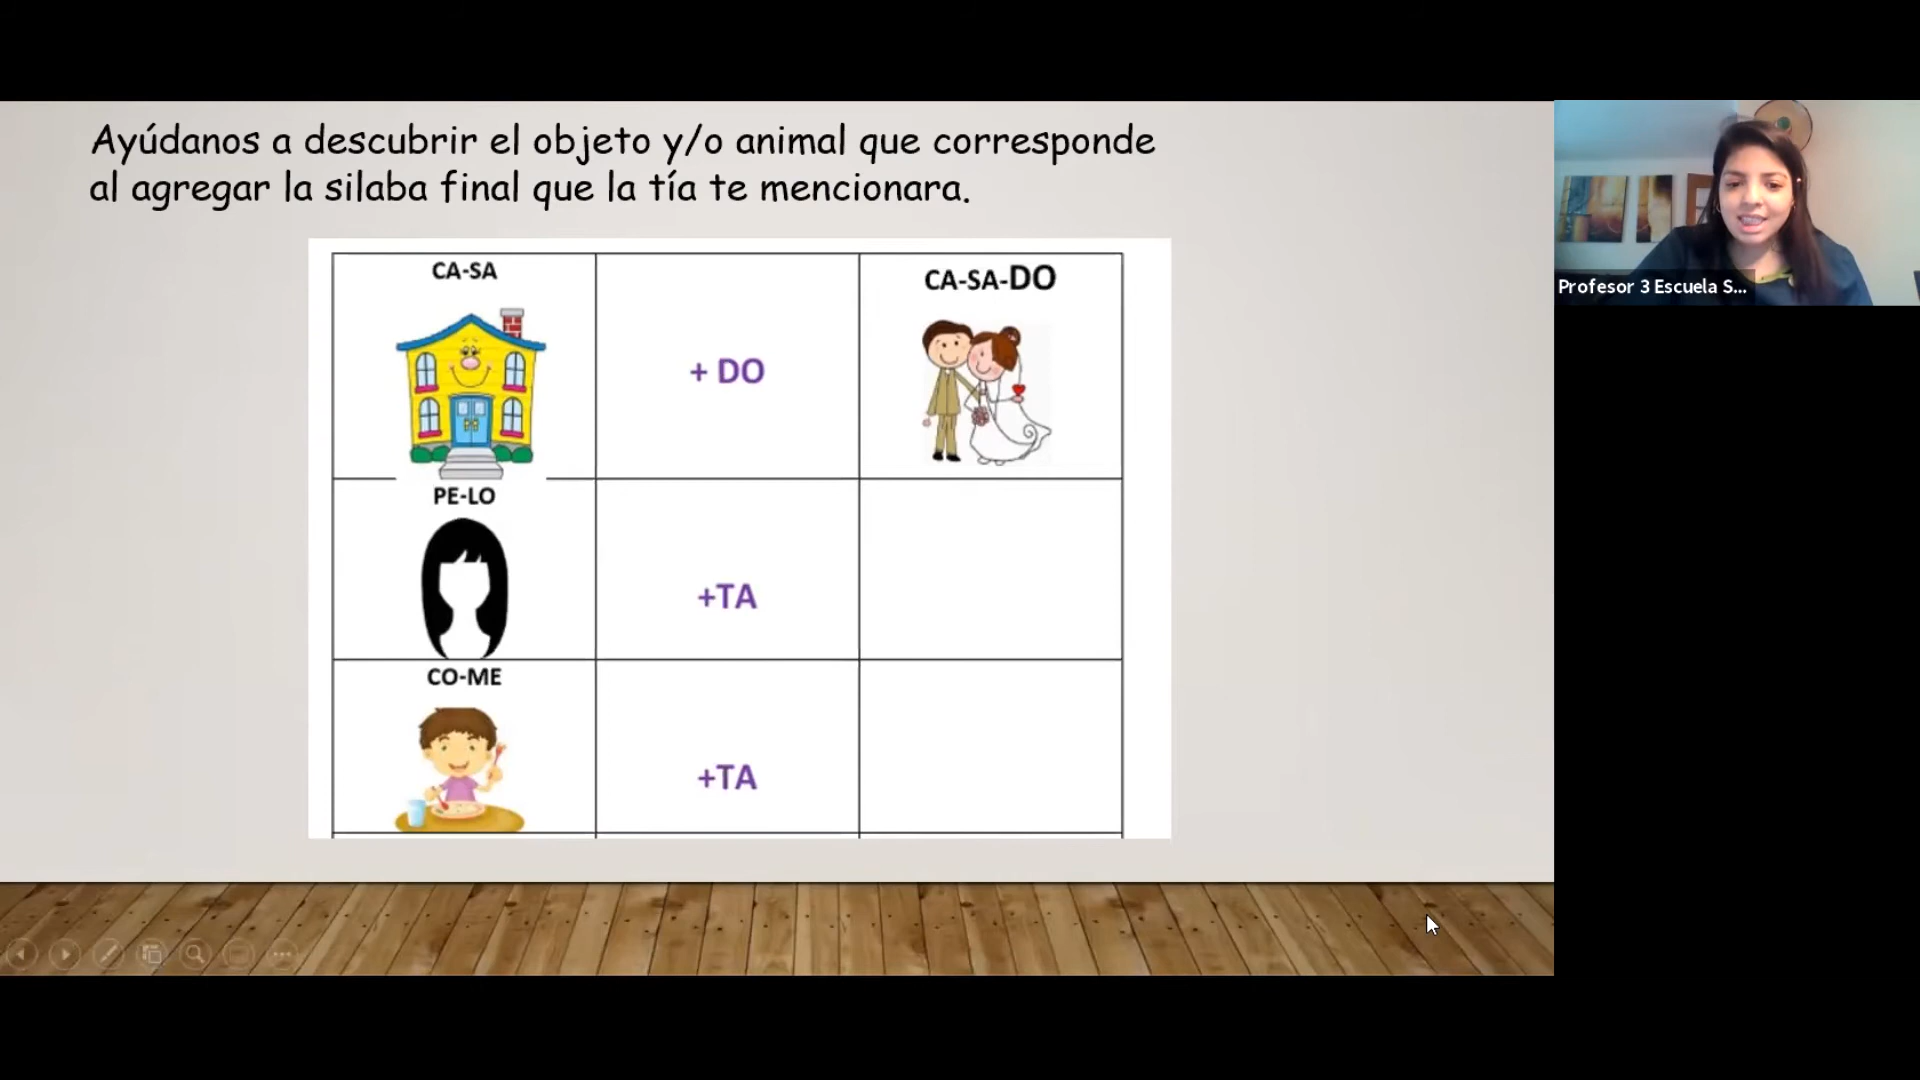 Ayúdanos a descubrir el objeto y/o animal que corresponde
al agregar la silaba final que la tía te mencionara.
CA-SA
+ DO
CA-SA-DO
PE-LO
+TA
CO-ME
+TA
Profesor 3 Escuela S...